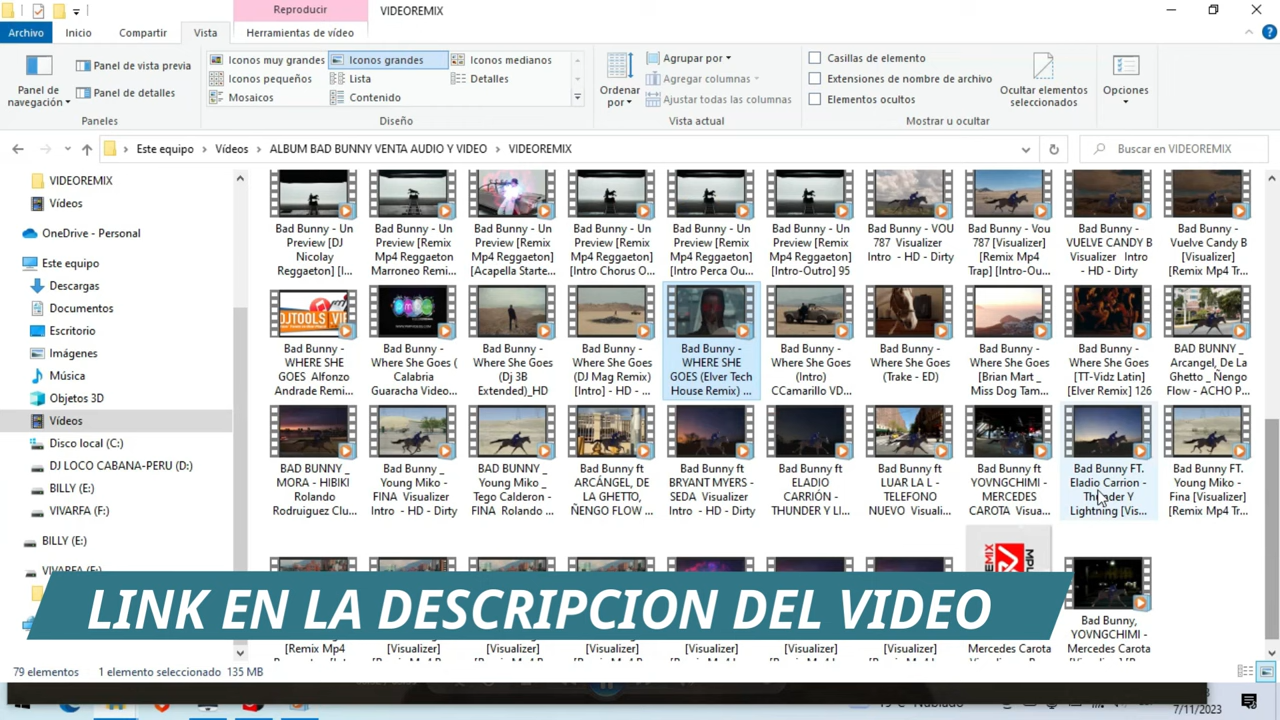 Reproducir
VIDEOREMIX
Archivo
Inicio
Compartir
Vista
Herramientas de vídeo
Panel de navegación
Panel de vista previa
Panel de detalles
Paneles
Iconos muy grandes
Iconos grandes
Iconos medianos
Iconos pequeños
Lista
Detalles
Mosaicos
Contenido
Diseño
Ordenar por
Agrupar por
Agregar columnas
Ajustar todas las columnas
Vista actual
Casillas de elemento
Extensiones de nombre de archivo
Elementos ocultos
Ocultar elementos seleccionados
Mostrar u ocultar
Opciones
Este equipo
Vídeos
ALBUM BAD BUNNY VENTA AUDIO Y VIDEO
VIDEOREMIX
Buscar en VIDEOREMIX
VIDEOREMIX
Vídeos
OneDrive - Personal
Este equipo
Descargas
Documentos
Escritorio
Imágenes
Música
Objetos 3D
Vídeos
Disco local (C:)
DJ LOCO CABANA-PERU (D:)
BILLY (E:)
VIVARFA (F:)
BILLY (E:)
VIVARFA (F:)
Bad Bunny - Un Preview [DJ Nicolay Reggaeton] [I...
Bad Bunny - Un Preview [Remix Mp4 Reggaeton Marroneo Remi...
Bad Bunny - Un Preview [Remix Mp4 Reggaeton] [Acapella Starte...
Bad Bunny - Un Preview [Remix Mp4 Reggaeton] [Intro Chorus O...
Bad Bunny - Un Preview [Remix Mp4 Reggaeton] [Intro Perca Ou...
Bad Bunny - Un Preview [Remix Mp4 Reggaeton] [Intro-Outro] 95
Bad Bunny - VOU 787 Visualizer Intro - HD - Dirty
Bad Bunny - Vou 787 [Visualizer] [Remix Mp4 Trap] [Intro-Ou...
Bad Bunny - VUELVE CANDY B Visualizer Intro - HD - Dirty
Bad Bunny - Vuelve Candy B [Visualizer] [Remix Mp4 Tr...
Bad Bunny - WHERE SHE GOES Alfonzo Andrade Remi...
Bad Bunny - Where She Goes ( Calabria Guaracha Video...
Bad Bunny - Where She Goes (Dj 3B Extended)_HD
Bad Bunny - Where She Goes (DJ Mag Remix) [Intro] - HD - ...
Bad Bunny - WHERE SHE GOES (Elver Tech House Remix) ...
Bad Bunny - Where She Goes (Intro) CCamarillo VD...
Bad Bunny - Where She Goes (Trake - ED)
Bad Bunny - Where She Goes [Brian Mart _ Miss Dog Tam...
Bad Bunny - Where She Goes [TT-Vidz Latin] [Elver Remix] 126
BAD BUNNY _ Arcangel, De La Ghetto _ Ñengo Flow - ACHO P...
BAD BUNNY _ MORA - HIBIKI Rolando Rodruiguez Clu...
Bad Bunny _ Young Miko - FINA Visualizer Intro - HD - Dirty
BAD BUNNY _ Tego Calderon - FINA Rolando ...
Bad Bunny ft ARCÁNGEL, DE LA GHETTO, ÑENGO FLOW ...
Bad Bunny ft BRYANT MYERS - SEDA Visualizer Intro - HD - Dirty
Bad Bunny ft ELADIO CARRIÓN - THUNDER Y LI...
Bad Bunny ft LUAR LA L - TELEFONO NUEVO Visuali...
Bad Bunny ft YOVNGCHIMI - MERCEDES CAROTA Visua...
Bad Bunny FT. Eladio Carrion - Thunder Y Lightning [Vis...
Bad Bunny FT. Young Miko - Fina [Visualizer] [Remix Mp4 Tr...
Bad Bunny, YOVNGCHIMI - Mercedes Carota
[Remix Mp4
[Visualizer]
[Visualizer]
[Visualizer]
[Visualizer]
[Visualizer]
[Visualizer]
Mercedes Carota
LINK EN LA DESCRIPCION DEL VIDEO
79 elementos
1 elemento seleccionado
135 MB
7/11/2023